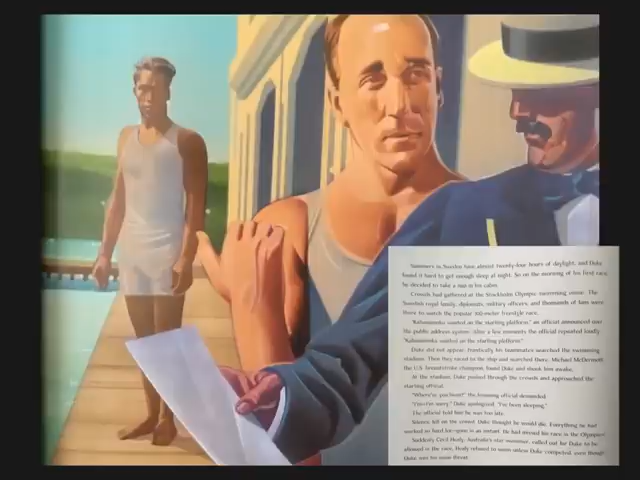 Summers in Sweden have almost twenty-four hours of daylight, and Duke
found it hard to get enough sleep at night. So on the morning of his first race,
he decided to take a nap in his cabin.
Crowds had gathered at the Stockholm Olympic swimming venue. The
Swedish royal family, diplomats, military officers, and thousands of fans were
there to watch the popular 100-meter freestyle race.
"Kahanamoku wanted on the starting platform," an official announced over
the public address system. After a few moments the official repeated loudly,
"Kahanamoku wanted on the starting platform."
Duke did not appear. Frantically his teammates searched the swimming
stadium. Then they raced to the ship and searched there. Michael McDermott,
the U.S. breaststroke champion, found Duke and shook him awake.
At the stadium, Duke pushed through the crowds and approached the
starting official.
"Where've you been?" the official demanded.
"I'm—I'm sorry," Duke apologized. "I've been sleeping."
The official told him he was too late.
Silence fell on the crowd. Duke thought he would die. Everything he had
worked so hard for—gone in an instant. He had missed his race in the Olympics!
Suddenly Cecil Healy, Australia's star swimmer, called out for Duke to be
allowed in the race. Healy refused to swim unless Duke competed, even though
Duke was his main threat.